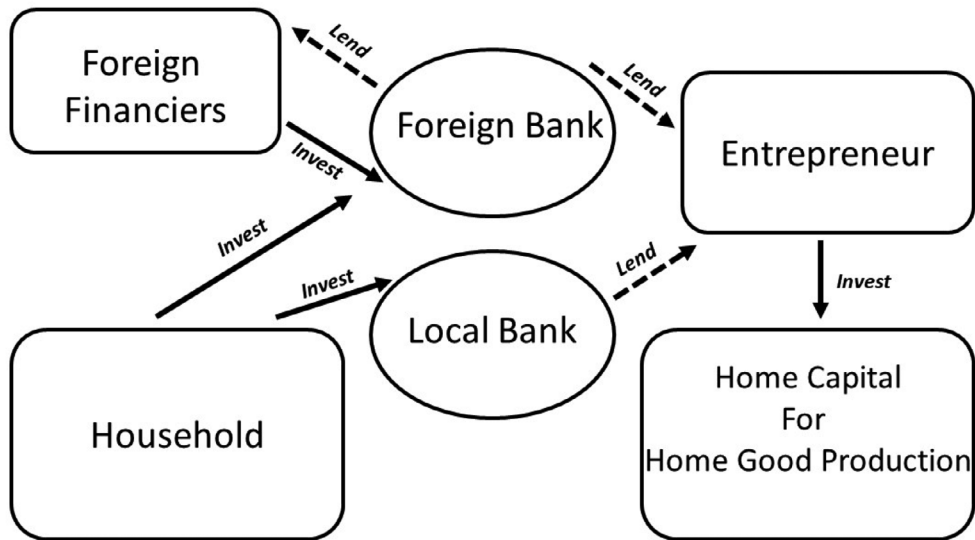 Foreign
Financiers
Lend
Foreign Bank
Lend
Entrepreneur
Invest
Invest
Invest
Local Bank
Lend
Invest
Household
Home Capital
For
Home Good Production